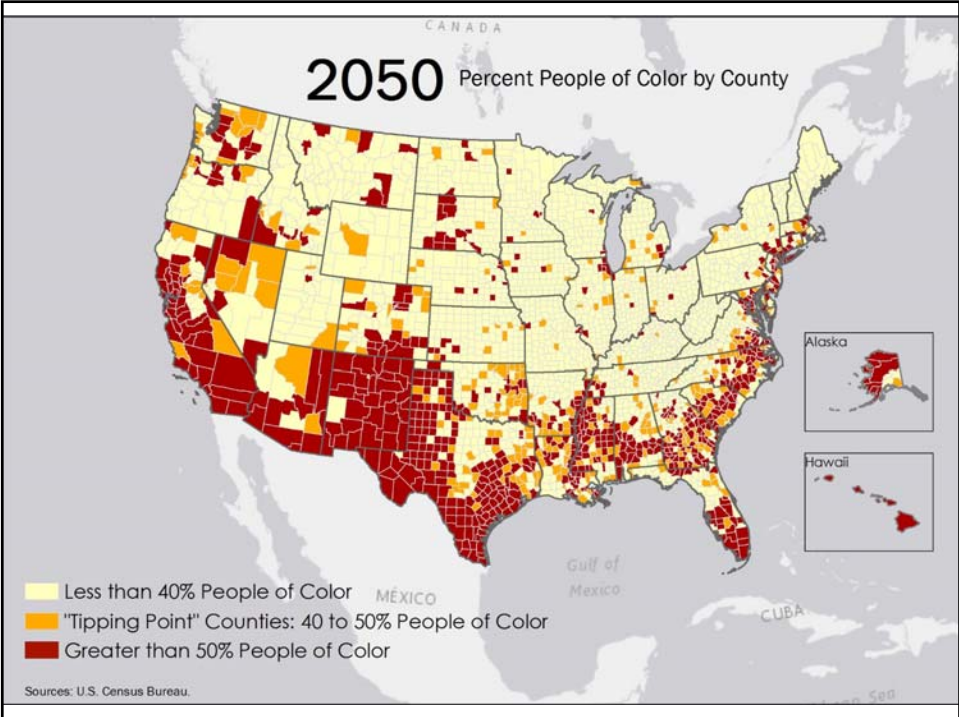 CANADA
2050 Percent People of Color by County
Alaska
Hawaii
Gulf of
Mexico
MÉXICO
CUBA
Less than 40% People of Color
"Tipping Point" Counties: 40 to 50% People of Color
Greater than 50% People of Color
Sources: U.S. Census Bureau.
Sea